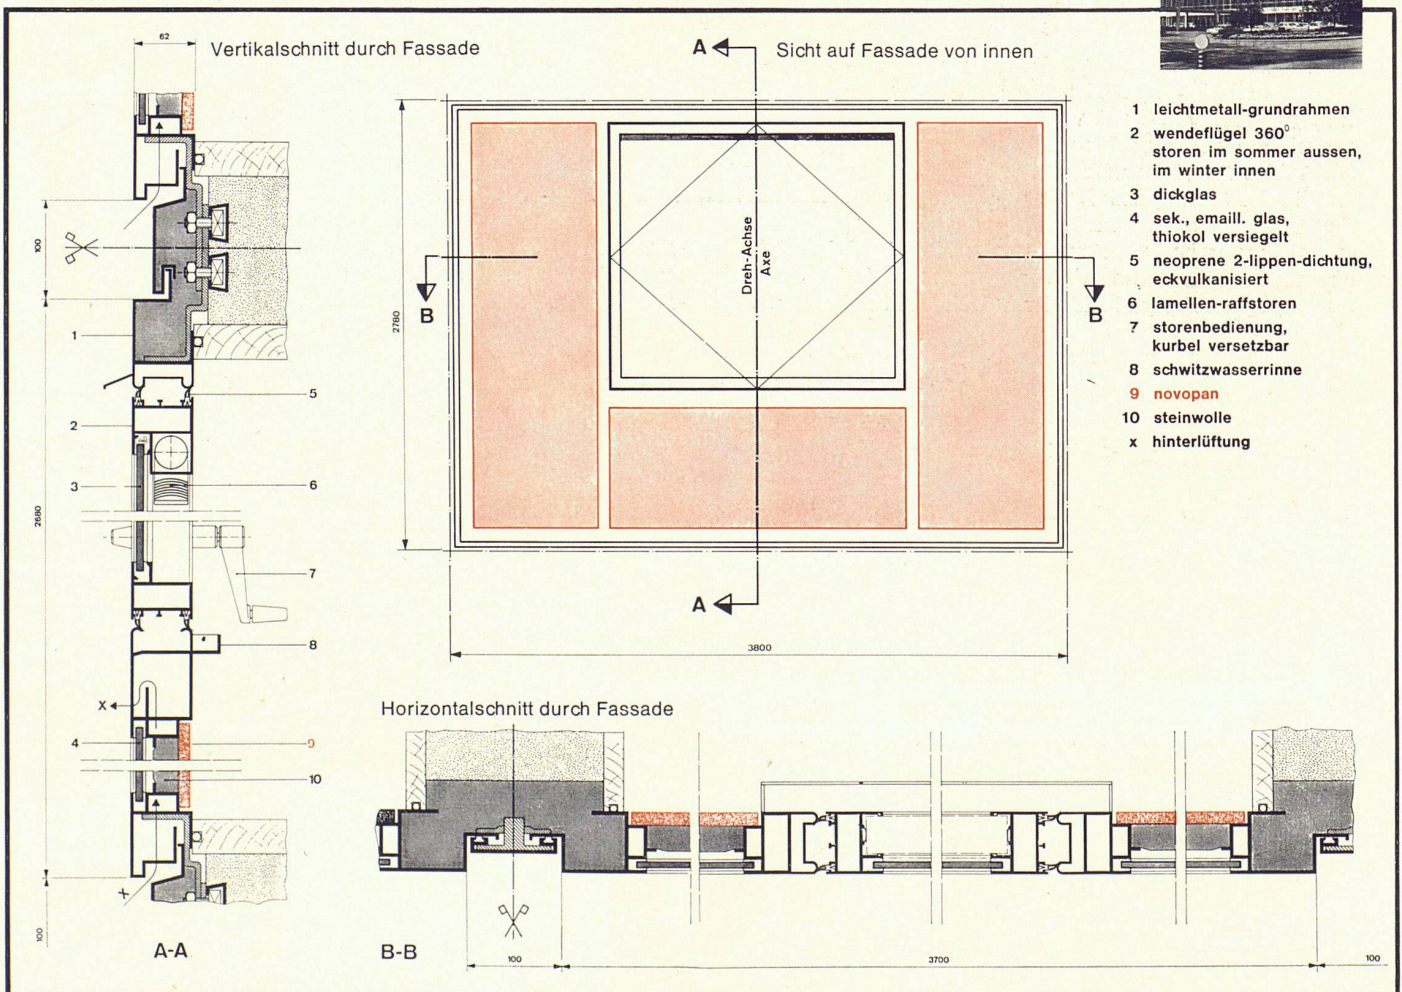 62
Vertikalschnitt durch Fassade
100
1
5
2
3
6
2680
7
8
x
4
9
10
x
100
A-A
A
Sicht auf Fassade von innen
Dreh-Achse
Axe
B
B
2780
A
3800
1 leichtmetall-grundrahmen
2 wendeflügel 360°
storen im sommer aussen,
im winter innen
3 dickglas
4 sek., emaill. glas,
thiokol versiegelt
5 neoprene 2-lippen-dichtung,
eckvulkanisiert
6 lamellen-raffstoren
7 storenbedienung,
kurbel versetzbar
8 schwitzwasserrinne
9 novopan
10 steinwolle
x hinterlüftung
Horizontalschnitt durch Fassade
B-B
100
3700
100